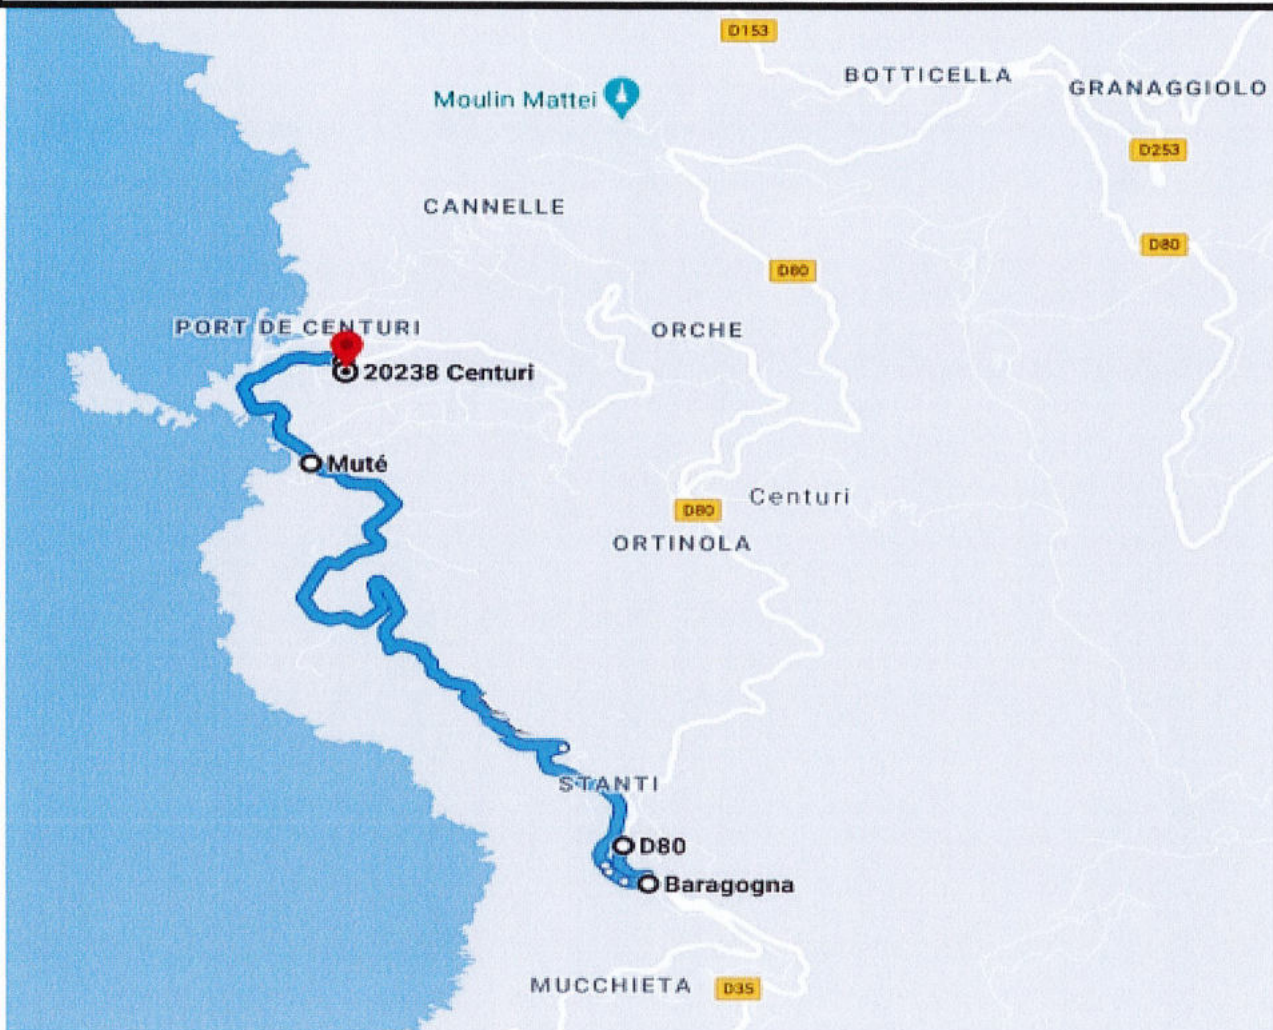 D153
BOTTICELLA
GRANAGGIOLO
Moulin Mattei
D253
CANNELLE
D80
D80
PORT DE CENTURI
ORCHE
20238 Centuri
Muté
Centuri
D80
ORTINOLA
STANTI
D80
Baragogna
MUCCHIETA
D35